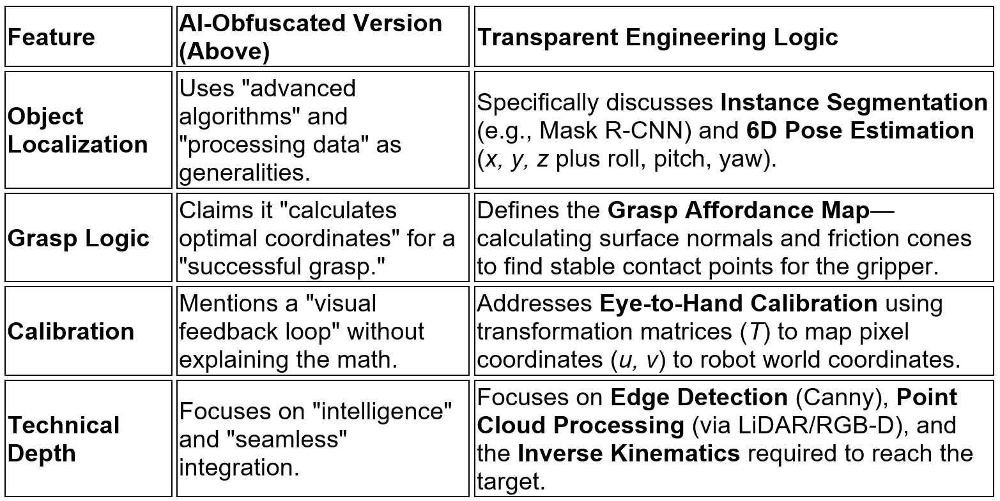 Feature
AI-Obfuscated Version
(Above)
Transparent Engineering Logic
Object
Localization
Uses "advanced
algorithms" and
"processing data" as
generalities.
Specifically discusses Instance Segmentation
(e.g., Mask R-CNN) and 6D Pose Estimation
(x, y, z plus roll, pitch, yaw).
Grasp Logic
Claims it "calculates
optimal coordinates" for a
"successful grasp."
Defines the Grasp Affordance Map—
calculating surface normals and friction cones
to find stable contact points for the gripper.
Calibration
Mentions a "visual
feedback loop" without
explaining the math.
Addresses Eye-to-Hand Calibration using
transformation matrices (T) to map pixel
coordinates (u, v) to robot world coordinates.
Technical
Depth
Focuses on "intelligence"
and "seamless"
integration.
Focuses on Edge Detection (Canny), Point
Cloud Processing (via LiDAR/RGB-D), and
the Inverse Kinematics required to reach the
target.